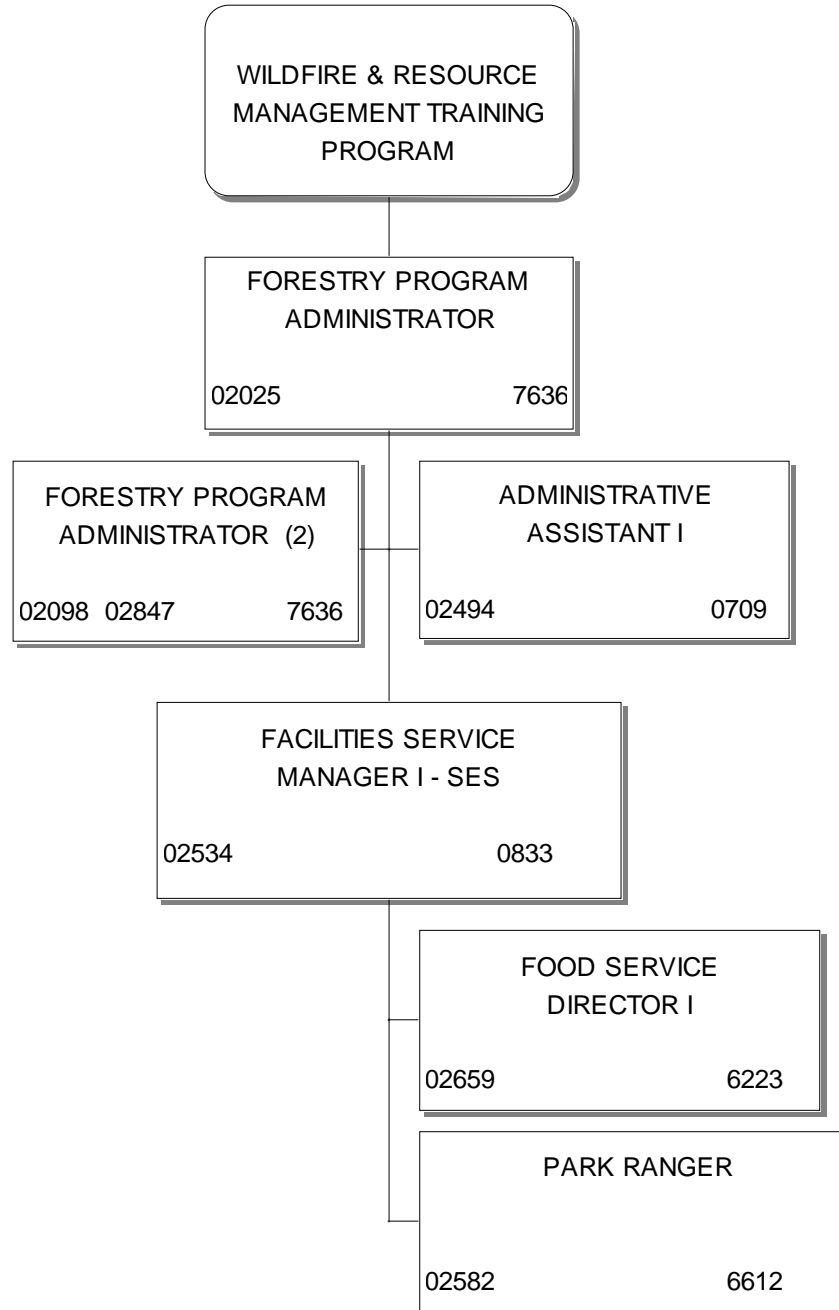 WILDFIRE & RESOURCE
MANAGEMENT TRAINING
PROGRAM
FORESTRY PROGRAM
ADMINISTRATOR
02025 7636
FORESTRY PROGRAM
ADMINISTRATOR (2)
02098 02847 7636
ADMINISTRATIVE
ASSISTANT I
02494 0709
FACILITIES SERVICE
MANAGER I - SES
02534 0833
FOOD SERVICE
DIRECTOR I
02659 6223
PARK RANGER
02582 6612